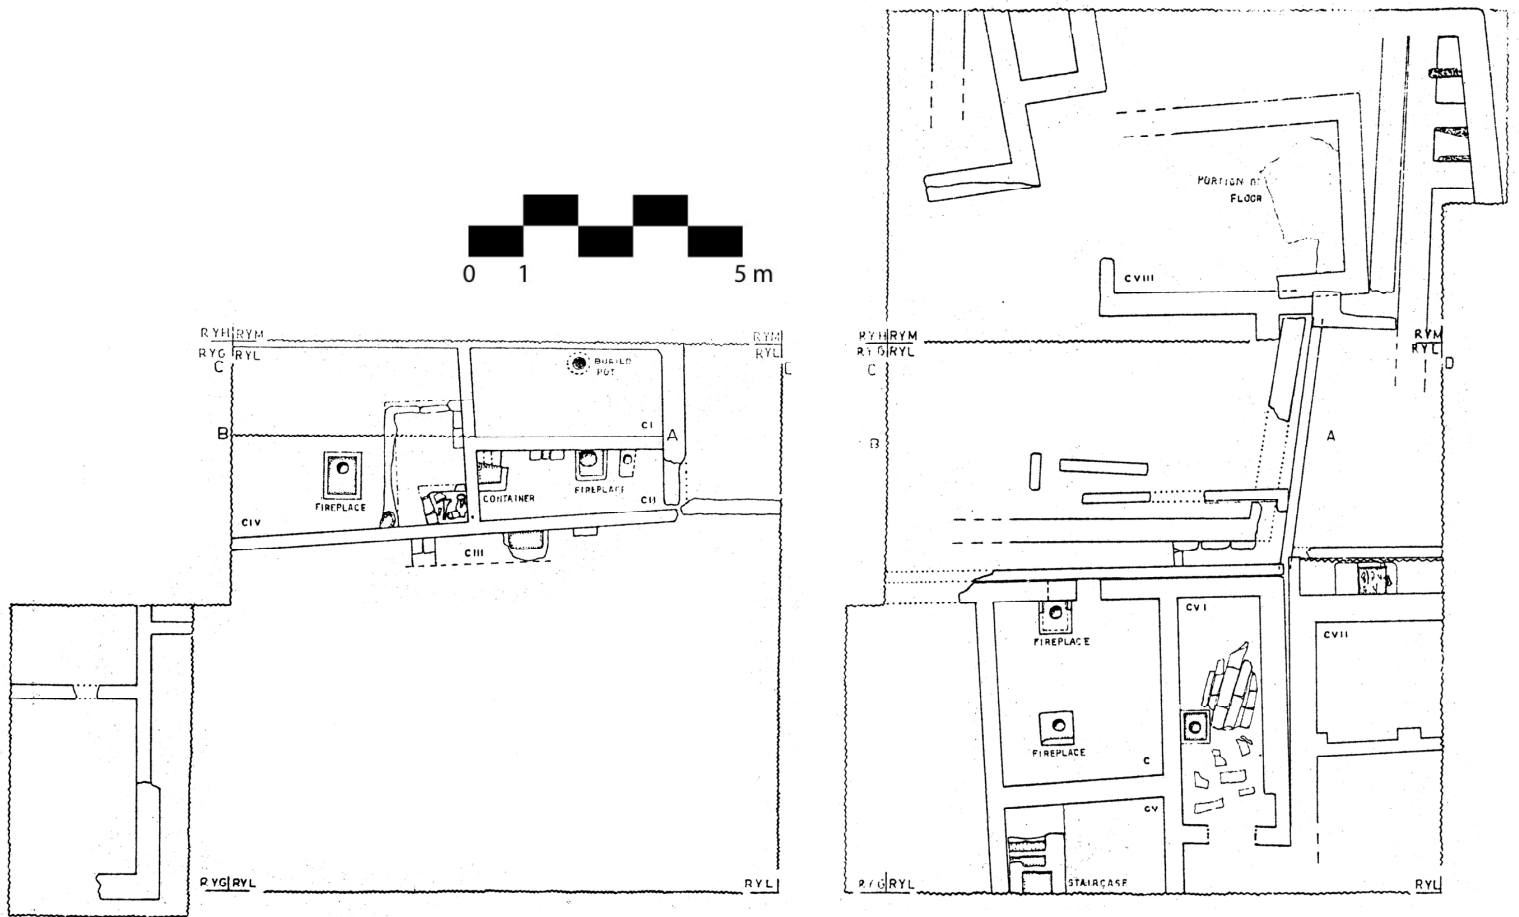 0 1 5 m
RYH RYM
RYG RYL
C
B
RYM
RYL
BURIED
POT
CI
A
FIREPLACE
CONTAINER
FIREPLACE
CII
CIV
CIII
RYG RYL
RYL
PORTION OF
FLOOR
CVIII
RYH RYM
RYG RYL
C
B
RYM
RYL
D
A
CVI
FIREPLACE
CVII
FIREPLACE
C
CV
STAIRCASE
RYG RYL
RYL